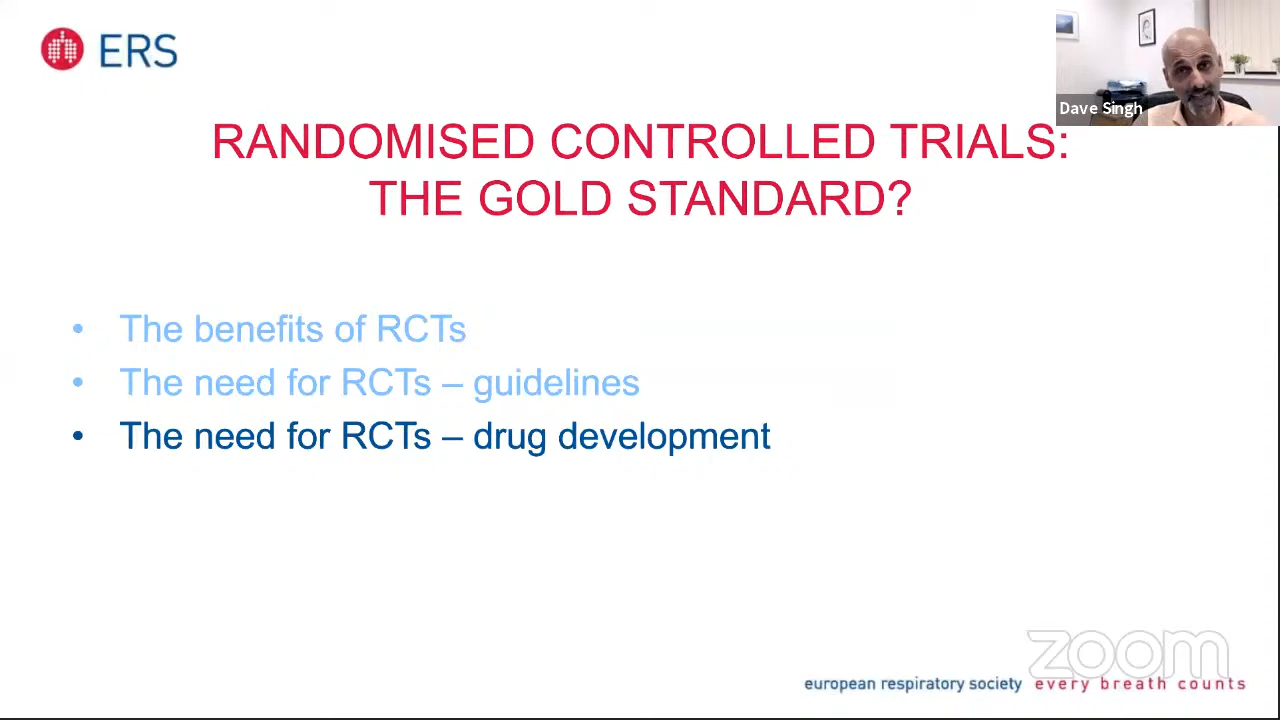 ERS
Dave Singh
RANDOMISED CONTROLLED TRIALS:
THE GOLD STANDARD?
• The benefits of RCTs
• The need for RCTs – guidelines
• The need for RCTs – drug development
zoom
european respiratory society every breath counts